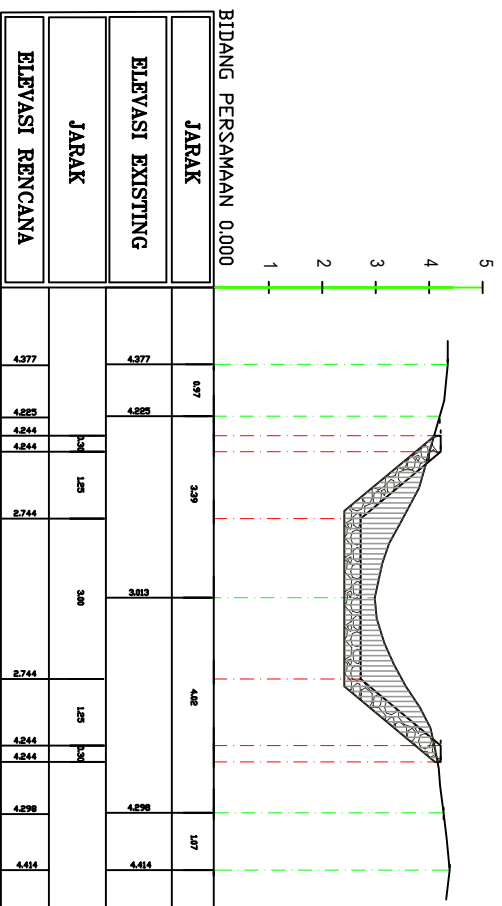 5
4
3
2
1
BIDANG PERSAMAAN 0.000
JARAK
0.97 3.39 4.02 1.07
ELEVASI EXISTING
4.377 4.225 3.013 4.298 4.414
JARAK
0.30 1.25 3.00 1.25 0.30
ELEVASI RENCANA
4.377 4.225 4.244 4.244 2.744 2.744 4.244 4.244 4.298 4.414